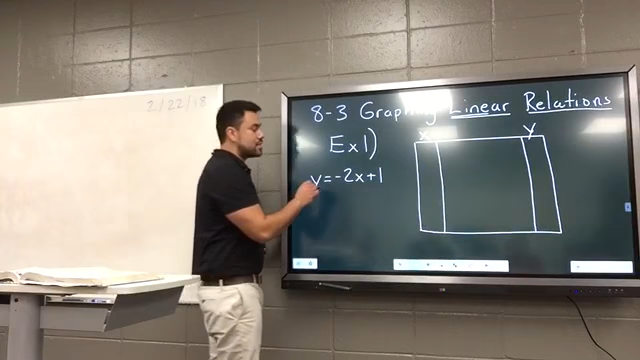 2/22/18
8-3 Graphing Linear Relations
Ex 1)
y=-2x+1
x y